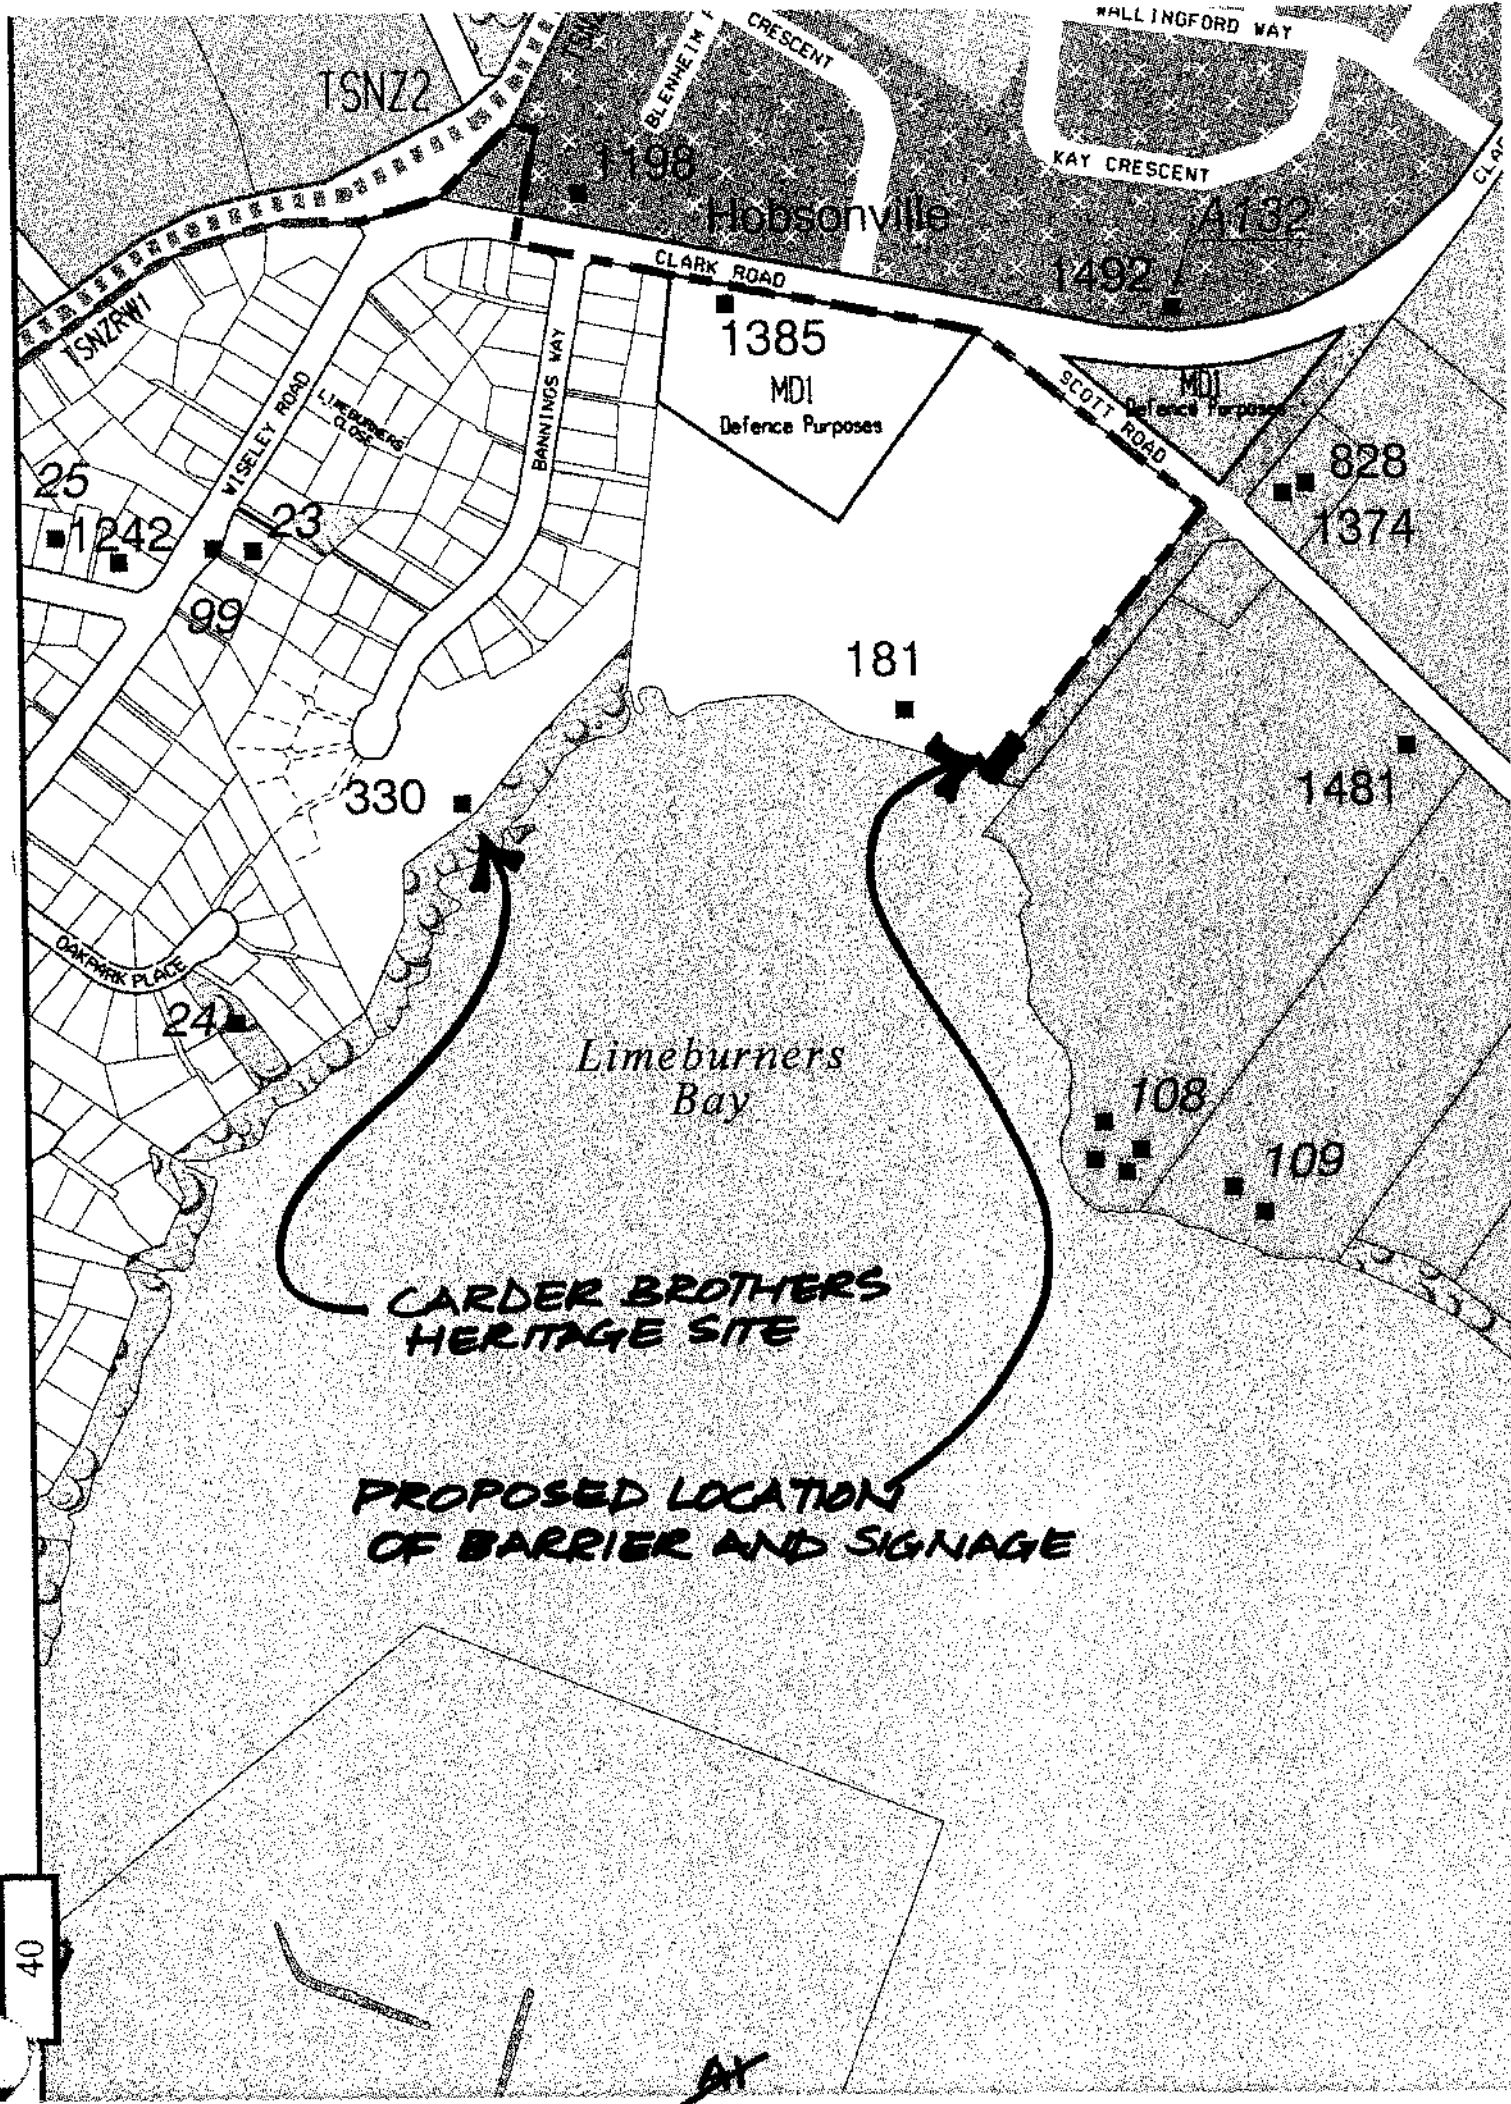 WALLINGFORD WAY
CRESCENT
BLENHEIM
TSNZ2
KAY CRESCENT
1198
Hobsonville
A132
CLARK ROAD
1492
TSNZRW1
1385
MD1
Defence Purposes
MD1
Defence Purposes
SCOTT ROAD
WISELEY ROAD
LIMEBURNERS
CLOSE
BANNINGS WAY
828
1374
25
1242
23
99
181
330
1481
OAKPARK PLACE
24
Limeburners
Bay
108
109
CARDER BROTHERS
HERITAGE SITE
PROPOSED LOCATION
OF BARRIER AND SIGNAGE
40